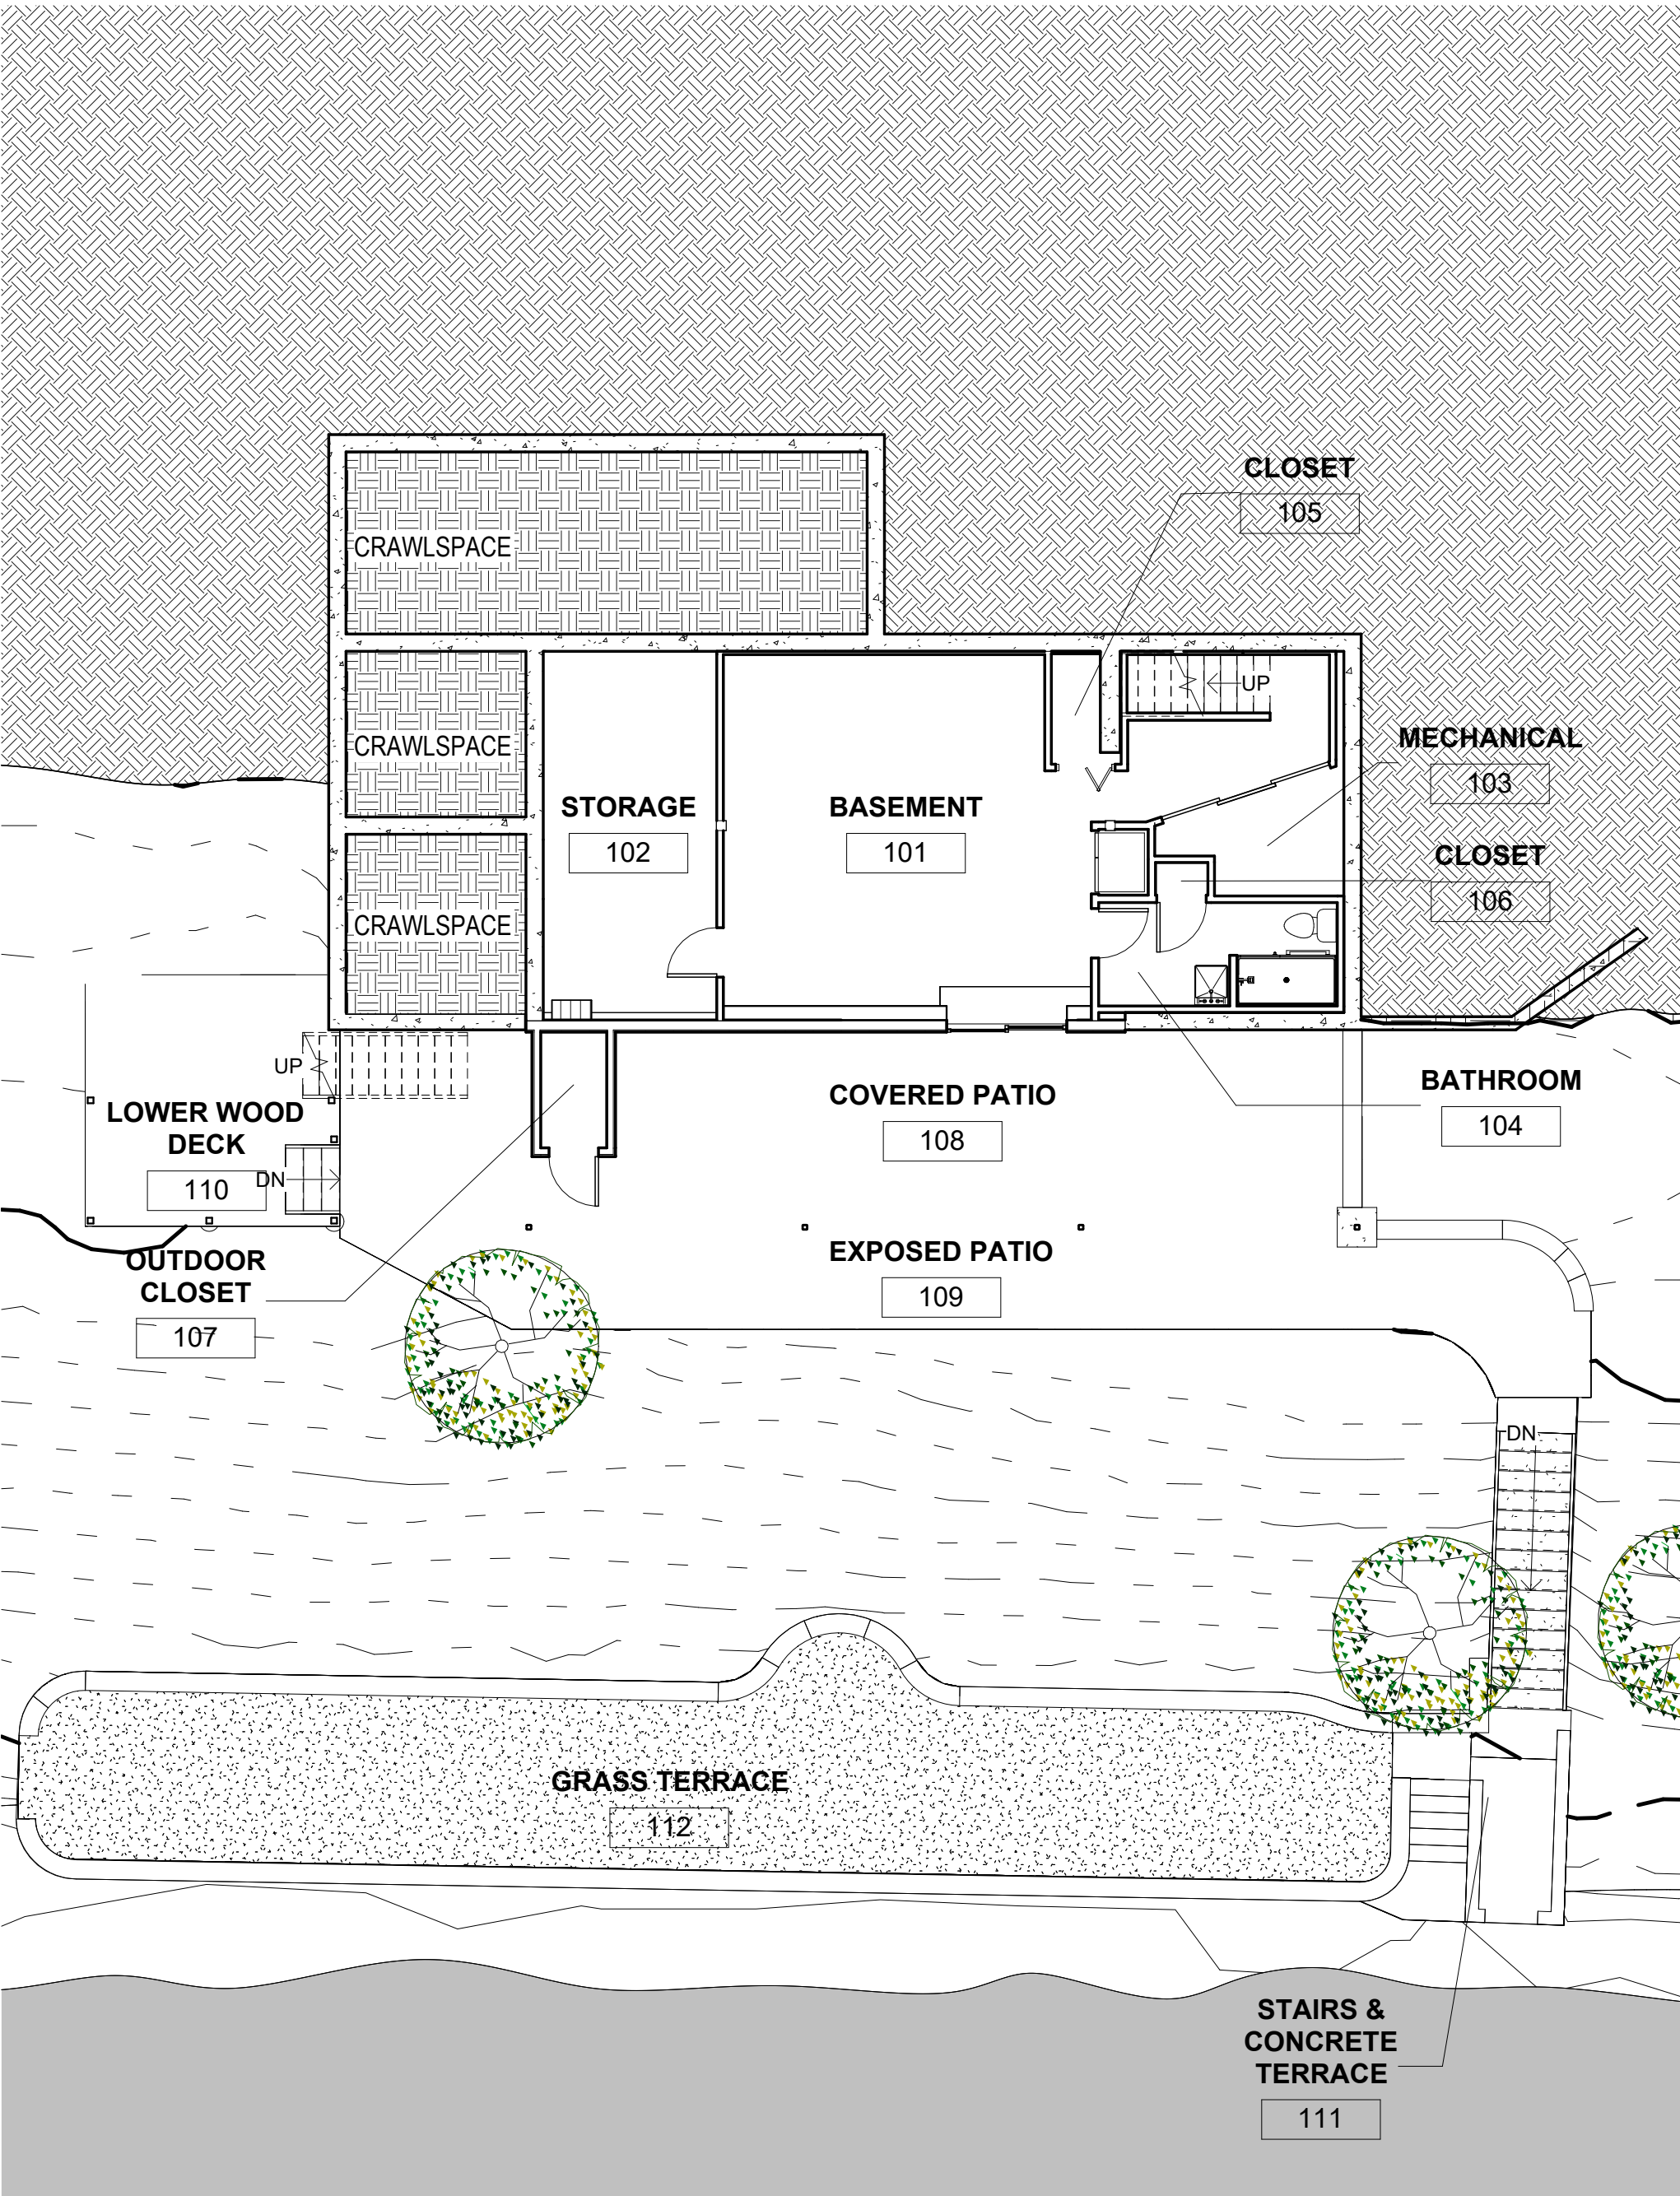 CLOSET
105
CRAWLSPACE
UP
CRAWLSPACE
MECHANICAL
103
STORAGE
102
BASEMENT
101
CLOSET
106
CRAWLSPACE
UP
LOWER WOOD
DECK
110
DN
COVERED PATIO
108
BATHROOM
104
OUTDOOR
CLOSET
107
EXPOSED PATIO
109
DN
GRASS TERRACE
112
STAIRS &
CONCRETE
TERRACE
111